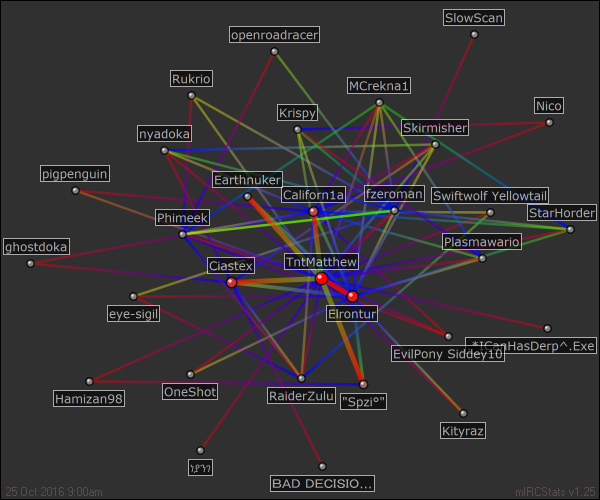 SlowScan
openroadracer
Rukrio
MCrekna1
Nico
Krispy
Skirmisher
nyadoka
pigpenguin
Earthnuker
Californ1a
fzeroman
Swiftwolf Yellowtail
Phimeek
StarHorder
Plasmawario
ghostdoka
Ciastex
TntMatthew
eye-sigil
Elrontur
*ICanHasDerp^.Exe
EvilPony Siddey10
Hamizan98
OneShot
RaiderZulu
"Spzi°"
Kityraz
BAD DECISIO...
25 Oct 2016 9:00am
mIRCStats v1.25